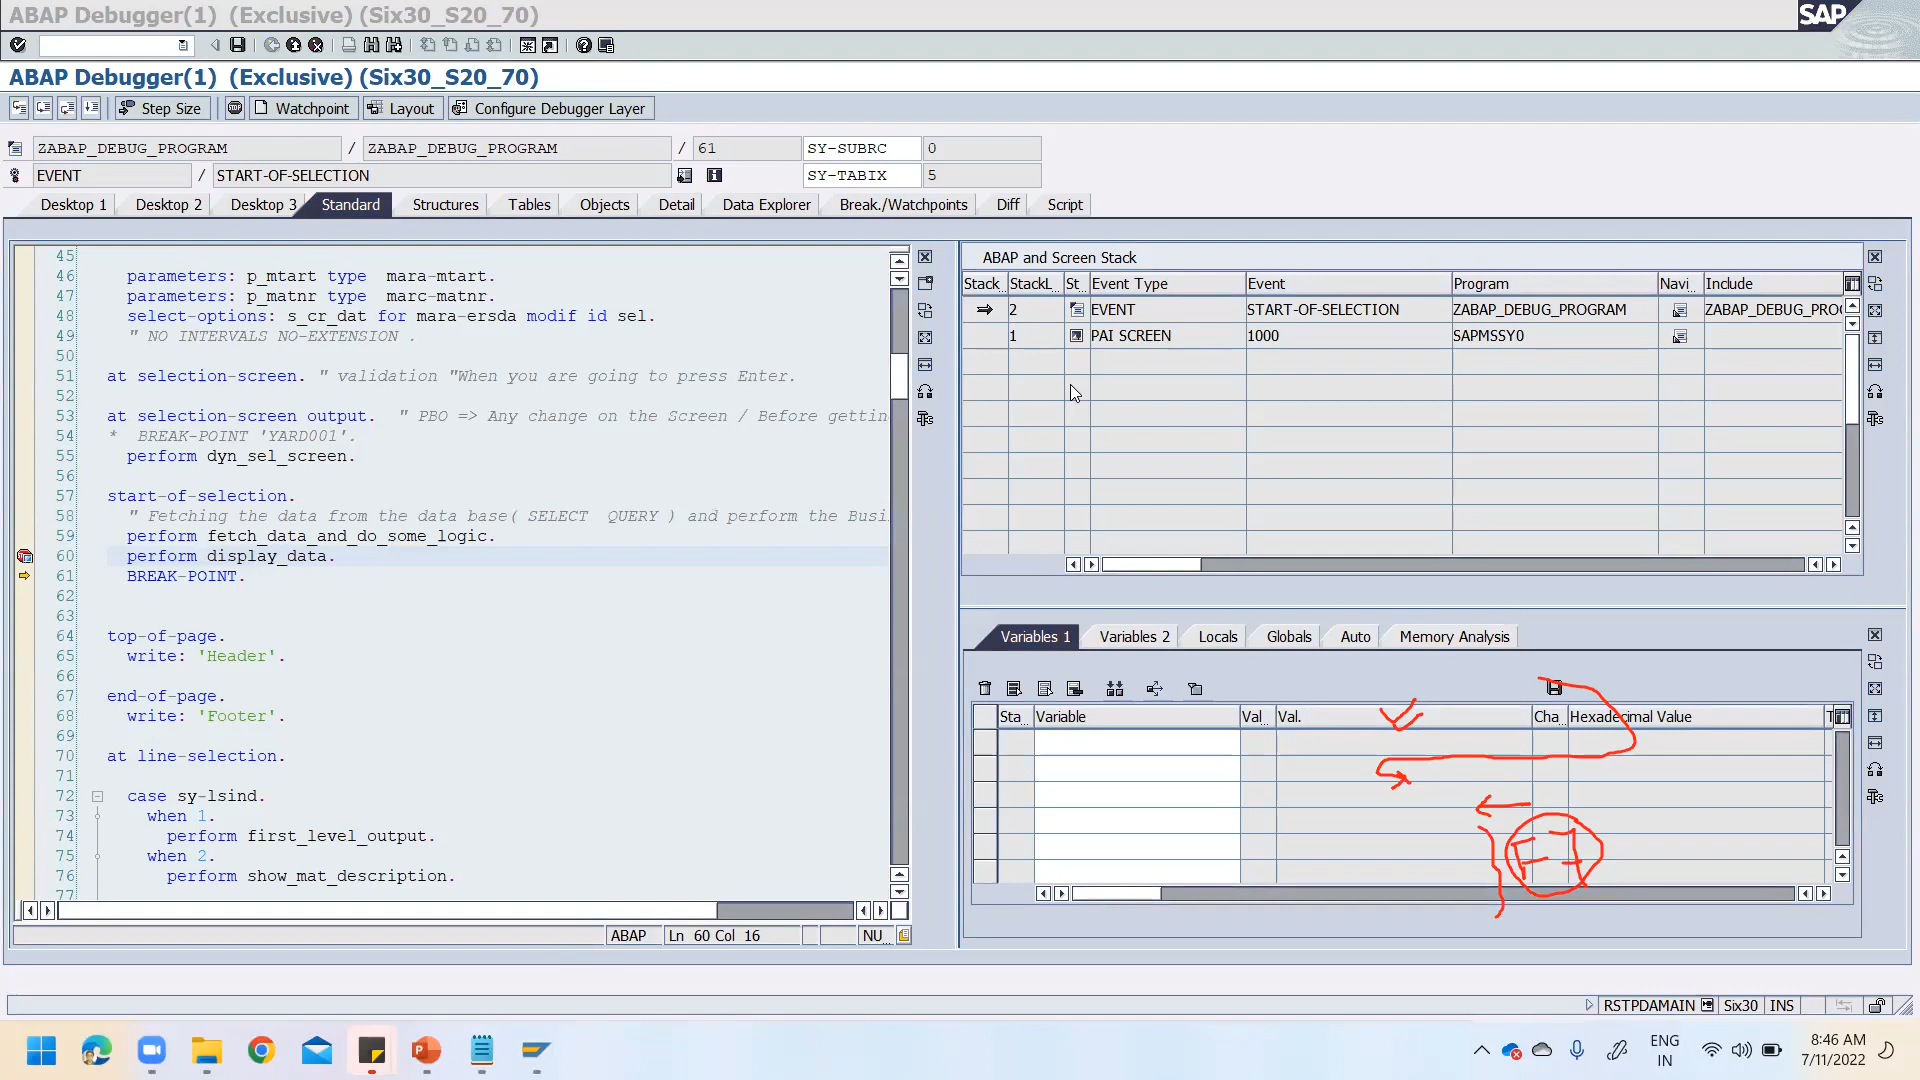 ABAP Debugger(1) (Exclusive) (Six30_S20_70)
SAP
ABAP Debugger(1) (Exclusive) (Six30_S20_70)
Step Size Watchpoint Layout Configure Debugger Layer
ZABAP_DEBUG_PROGRAM / ZABAP_DEBUG_PROGRAM / 61 SY-SUBRC 0
EVENT / START-OF-SELECTION SY-TABIX 5
Desktop 1 Desktop 2 Desktop 3 Standard Structures Tables Objects Detail Data Explorer Break./Watchpoints Diff Script
45
46 parameters: p_mtart type mara-mtart.
47 parameters: p_matnr type marc-matnr.
48 select-options: s_cr_dat for mara-ersda modif id sel.
49 " NO INTERVALS NO-EXTENSION .
50
51 at selection-screen. " validation "When you are going to press Enter.
52
53 at selection-screen output. " PBO => Any change on the Screen / Before gettin
54 * BREAK-POINT 'YARD001'.
55 perform dyn_sel_screen.
56
57 start-of-selection.
58 " Fetching the data from the data base( SELECT QUERY ) and perform the Busi
59 perform fetch_data_and_do_some_logic.
60 perform display_data.
61 BREAK-POINT.
62
63
64 top-of-page.
65 write: 'Header'.
66
67 end-of-page.
68 write: 'Footer'.
69
70 at line-selection.
71
72 case sy-lsind.
73 when 1.
74 perform first_level_output.
75 when 2.
76 perform show_mat_description.
77
ABAP Ln 60 Col 16 NU...
ABAP and Screen Stack
Stack... StackL... St... Event Type Event Program Navi... Include
2 EVENT START-OF-SELECTION ZABAP_DEBUG_PROGRAM ZABAP_DEBUG_PROG
1 PAI SCREEN 1000 SAPMSSY0
Variables 1 Variables 2 Locals Globals Auto Memory Analysis
Sta... Variable Val... Val. Cha... Hexadecimal Value T
F7
RSTPDAMAIN Six30 INS
ENG
IN
8:46 AM
7/11/2022